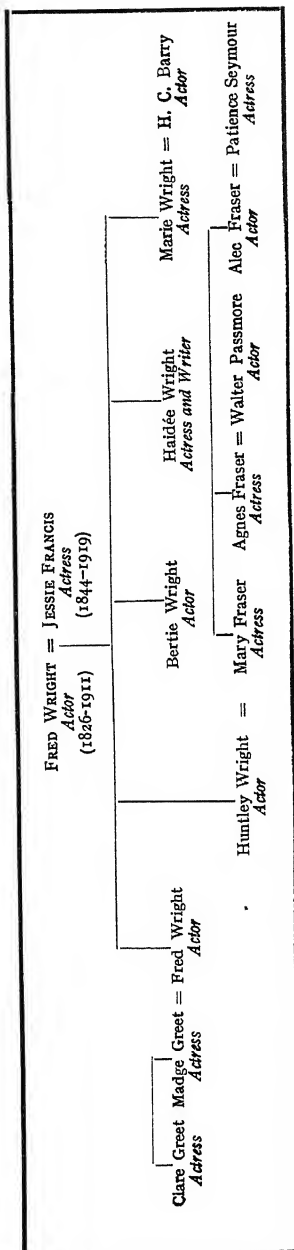 FRED WRIGHT = JESSIE FRANCIS
Actor Actress
(1826-1911) (1844-1919)
Clare Greet Madge Greet = Fred Wright
Actress Actress Actor
Bertie Wright
Actor
Haidée Wright
Actress and Writer
Marie Wright = H. C. Barry
Actress Actor
Huntley Wright = Mary Fraser
Actor Actress
Agnes Fraser = Walter Passmore
Actress Actor
Alec Fraser = Patience Seymour
Actor Actress